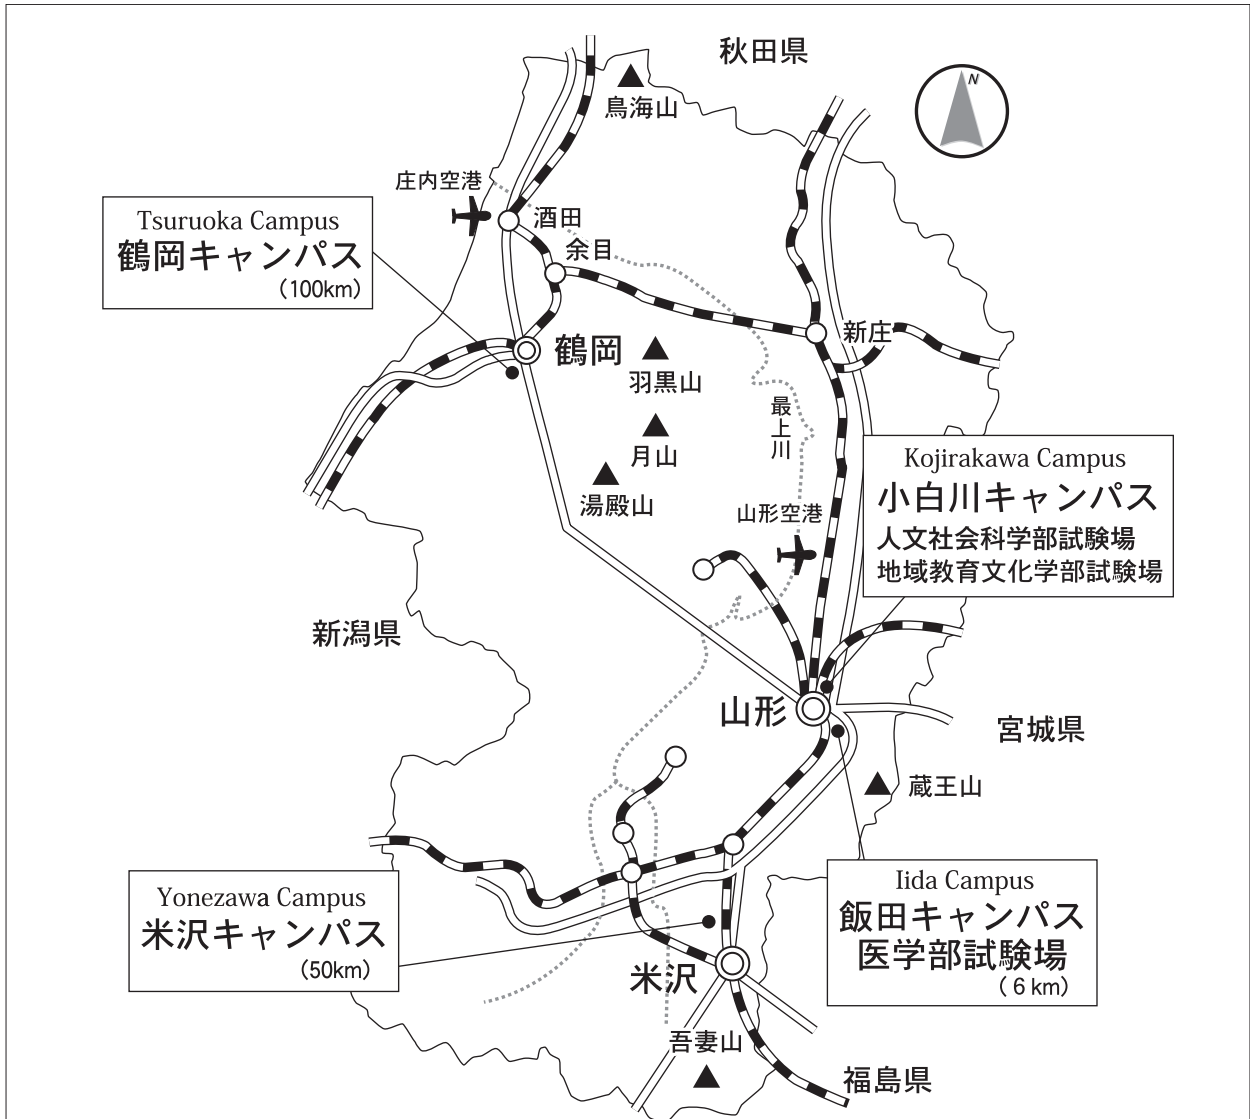 秋田県
N
鳥海山
庄内空港
酒田
余目
Tsuruoka Campus
鶴岡キャンパス
(100km)
鶴岡
新庄
羽黒山
月山
湯殿山
最上川
山形空港
Kojirakawa Campus
小白川キャンパス
人文社会科学部試験場
地域教育文化学部試験場
新潟県
山形
宮城県
蔵王山
Yonezawa Campus
米沢キャンパス
(50km)
Iida Campus
飯田キャンパス
医学部試験場
(6km)
米沢
吾妻山
福島県